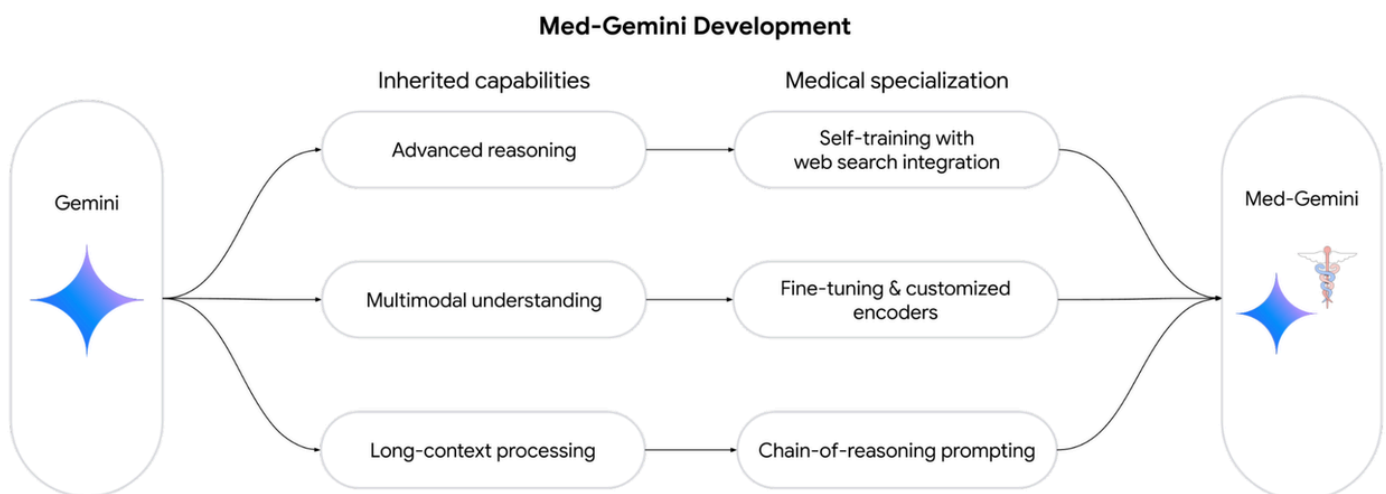 Med-Gemini Development
Inherited capabilities
Medical specialization
Gemini
Advanced reasoning
Self-training with
web search integration
Multimodal understanding
Fine-tuning & customized
encoders
Long-context processing
Chain-of-reasoning prompting
Med-Gemini